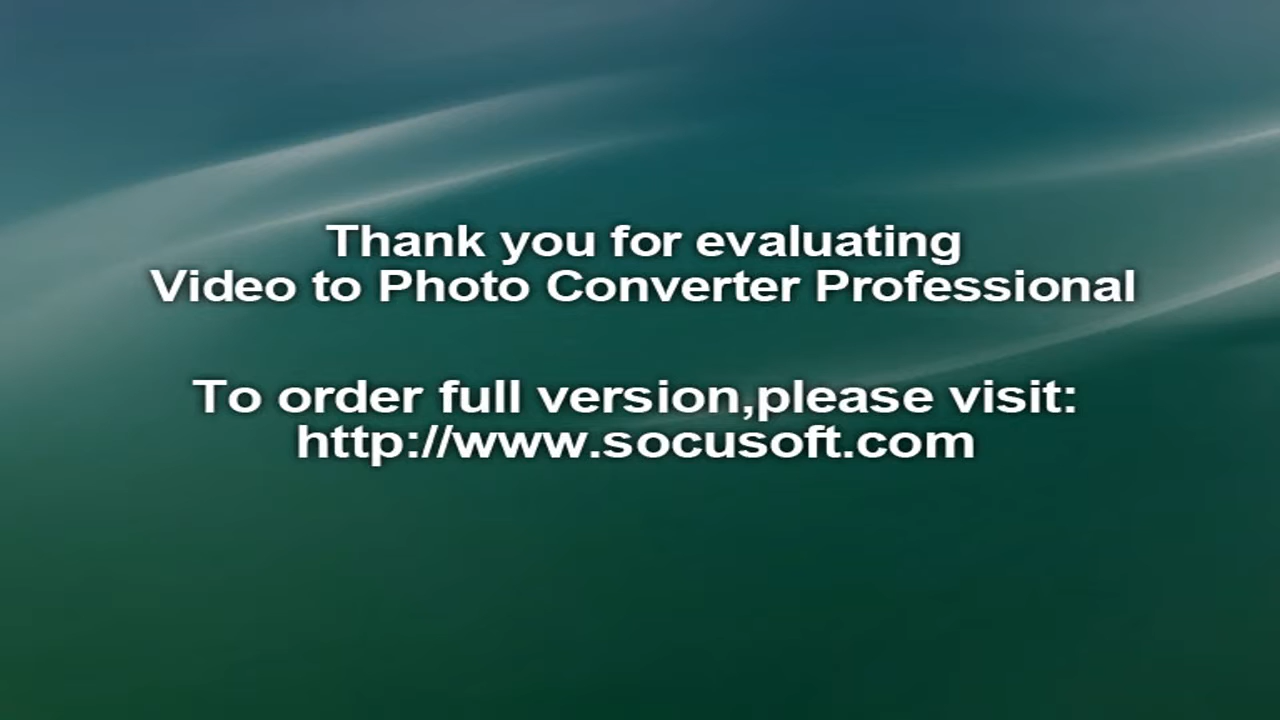 Thank you for evaluating
Video to Photo Converter Professional
To order full version,please visit:
http://www.socusoft.com